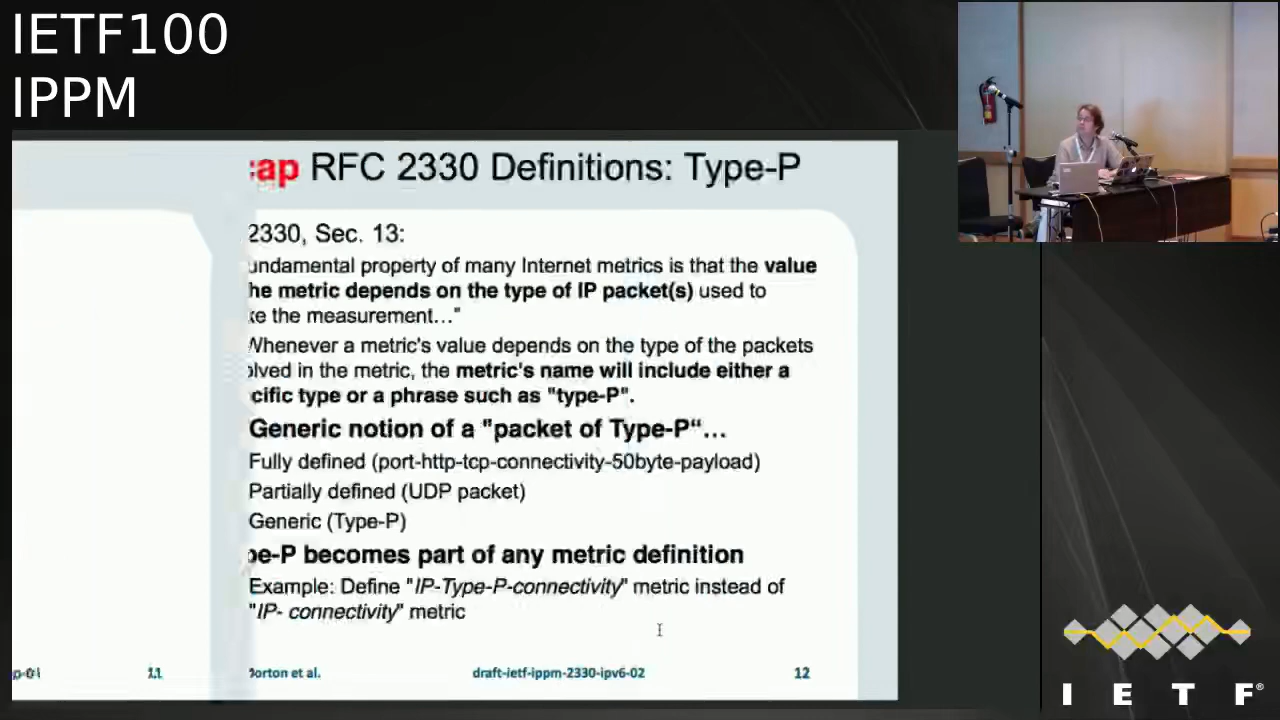 IETF100
IPPM
:ap RFC 2330 Definitions: Type-P
2330, Sec. 13:
undamental property of many Internet metrics is that the value
he metric depends on the type of IP packet(s) used to
ke the measurement…"
Whenever a metric's value depends on the type of the packets
olved in the metric, the metric's name will include either a
cific type or a phrase such as "type-P".
Generic notion of a "packet of Type-P“…
Fully defined (port-http-tcp-connectivity-50byte-payload)
Partially defined (UDP packet)
Generic (Type-P)
pe-P becomes part of any metric definition
Example: Define "IP-Type-P-connectivity" metric instead of
"IP- connectivity" metric
11 Morton et al. draft-ietf-ippm-2330-ipv6-02 12
I E T F®